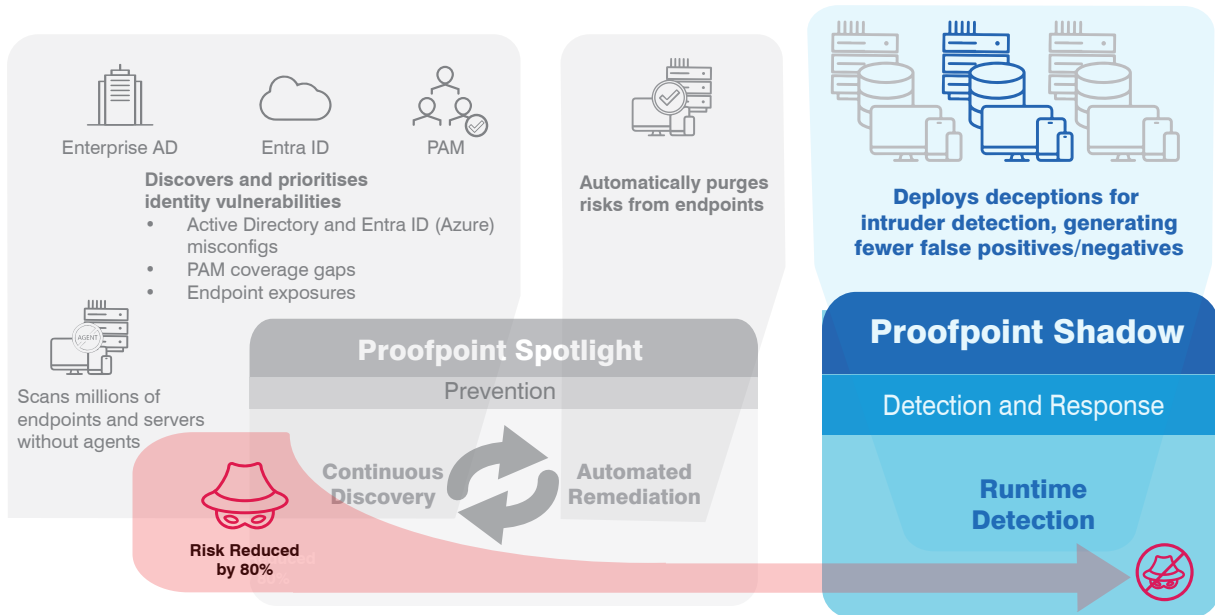 Enterprise AD
Entra ID
PAM
Discovers and prioritises
identity vulnerabilities
• Active Directory and Entra ID (Azure)
misconfigs
• PAM coverage gaps
• Endpoint exposures
AGENT
Scans millions of
endpoints and servers
without agents
Automatically purges
risks from endpoints
Deploys deceptions for
intruder detection, generating
fewer false positives/negatives
Proofpoint Spotlight
Prevention
Continuous
Discovery
Automated
Remediation
Risk Reduced
by 80%
Proofpoint Shadow
Detection and Response
Runtime
Detection